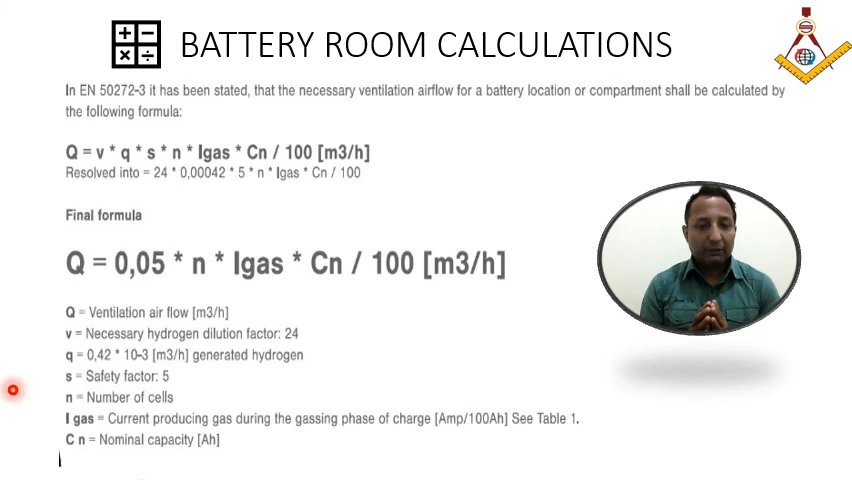 BATTERY ROOM CALCULATIONS
In EN 50272-3 it has been stated, that the necessary ventilation airflow for a battery location or compartment shall be calculated by
the following formula:
Q = v * q * s * n * Igas * Cn / 100 [m3/h]
Resolved into = 24 * 0,00042 * 5 * n * Igas * Cn / 100
Final formula
Q = 0,05 * n * Igas * Cn / 100 [m3/h]
Q = Ventilation air flow [m3/h]
v = Necessary hydrogen dilution factor: 24
q = 0,42 * 10-3 [m3/h] generated hydrogen
s = Safety factor: 5
n = Number of cells
I gas = Current producing gas during the gassing phase of charge [Amp/100Ah] See Table 1.
C n = Nominal capacity [Ah]